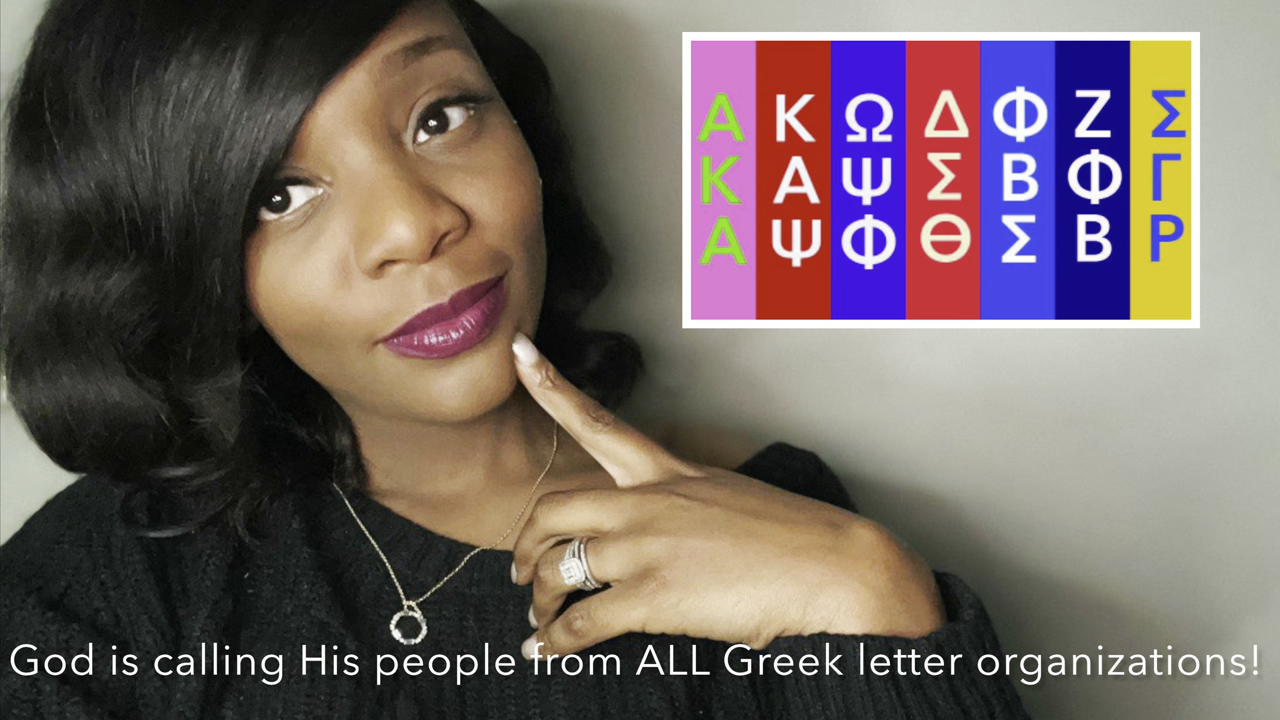 ΑΚΑ
ΚΑΨ
ΩΨΦ
ΔΣΘ
ΦΒΣ
ΖΦΒ
ΣΓΡ
God is calling His people from ALL Greek letter organizations!